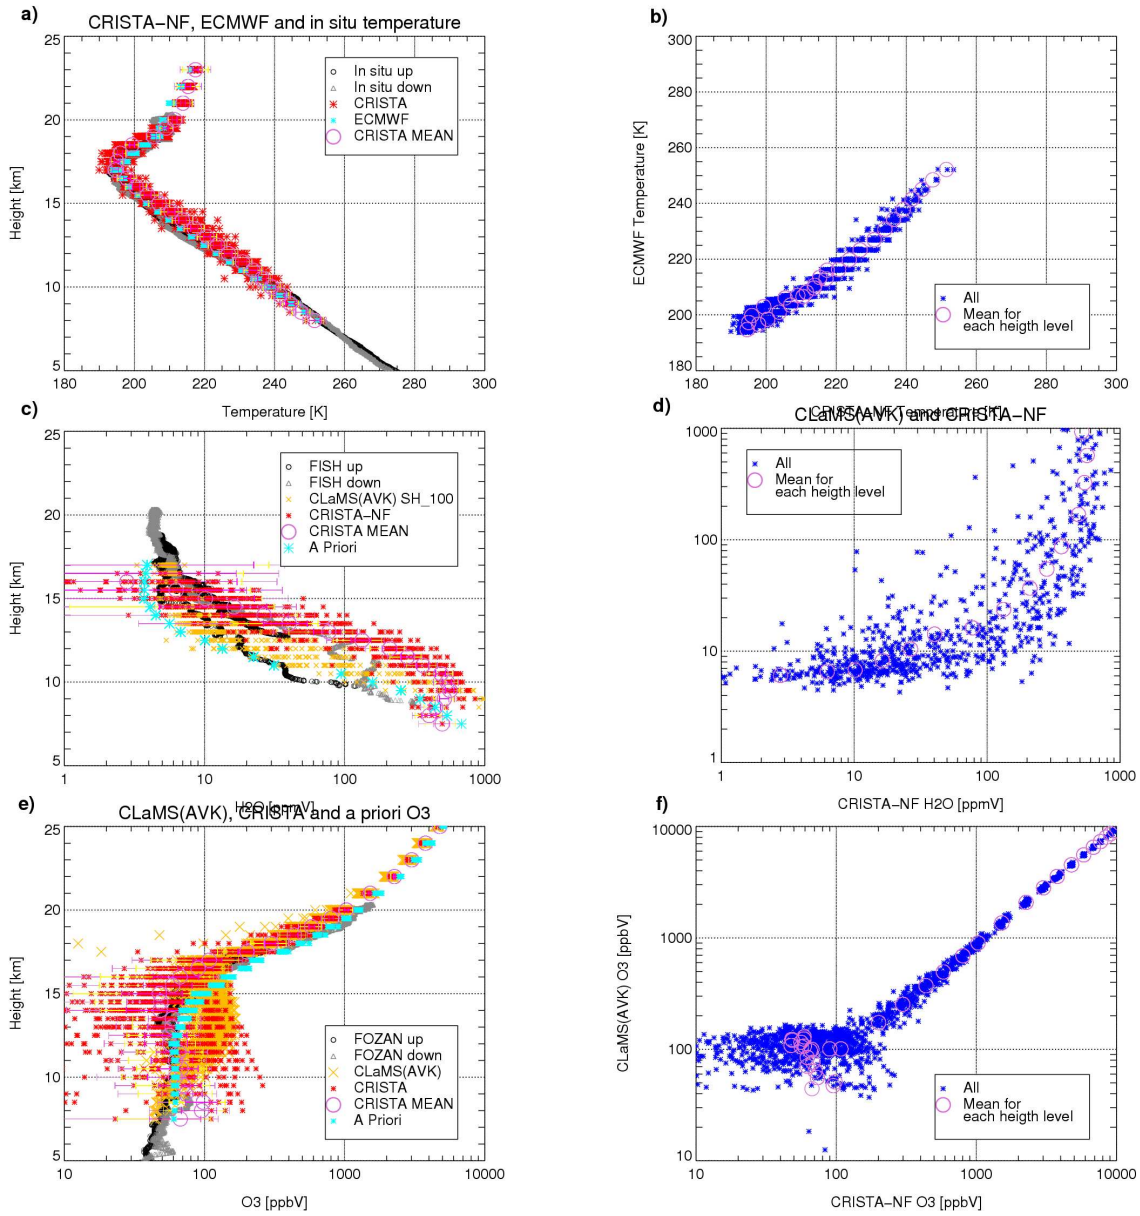 a)
CRISTA-NF, ECMWF and in situ temperature
25
20
15
10
5
Height [km]
180
200
220
240
260
280
300
Temperature [K]
In situ up
In situ down
CRISTA
ECMWF
CRISTA MEAN
b)
300
280
260
240
220
200
180
ECMWF Temperature [K]
180
200
220
240
260
280
300
CRISTA-NF Temperature [K]
All
Mean for
each heigth level
c)
25
20
15
10
5
Height [km]
1
10
100
1000
H2O [ppmV]
FISH up
FISH down
CLaMS(AVK) SH_100
CRISTA-NF
CRISTA MEAN
A Priori
d)
CLaMS(AVK) and CRISTA-NF
1000
100
10
1
1
10
100
1000
CRISTA-NF H2O [ppmV]
All
Mean for
each heigth level
e)
CLaMS(AVK), CRISTA and a priori O3
25
20
15
10
5
Height [km]
10
100
1000
10000
O3 [ppbV]
FOZAN up
FOZAN down
CLaMS(AVK)
CRISTA
CRISTA MEAN
A Priori
f)
10000
1000
100
10
CLaMS(AVK) O3 [ppbV]
10
100
1000
10000
CRISTA-NF O3 [ppbV]
All
Mean for
each heigth level